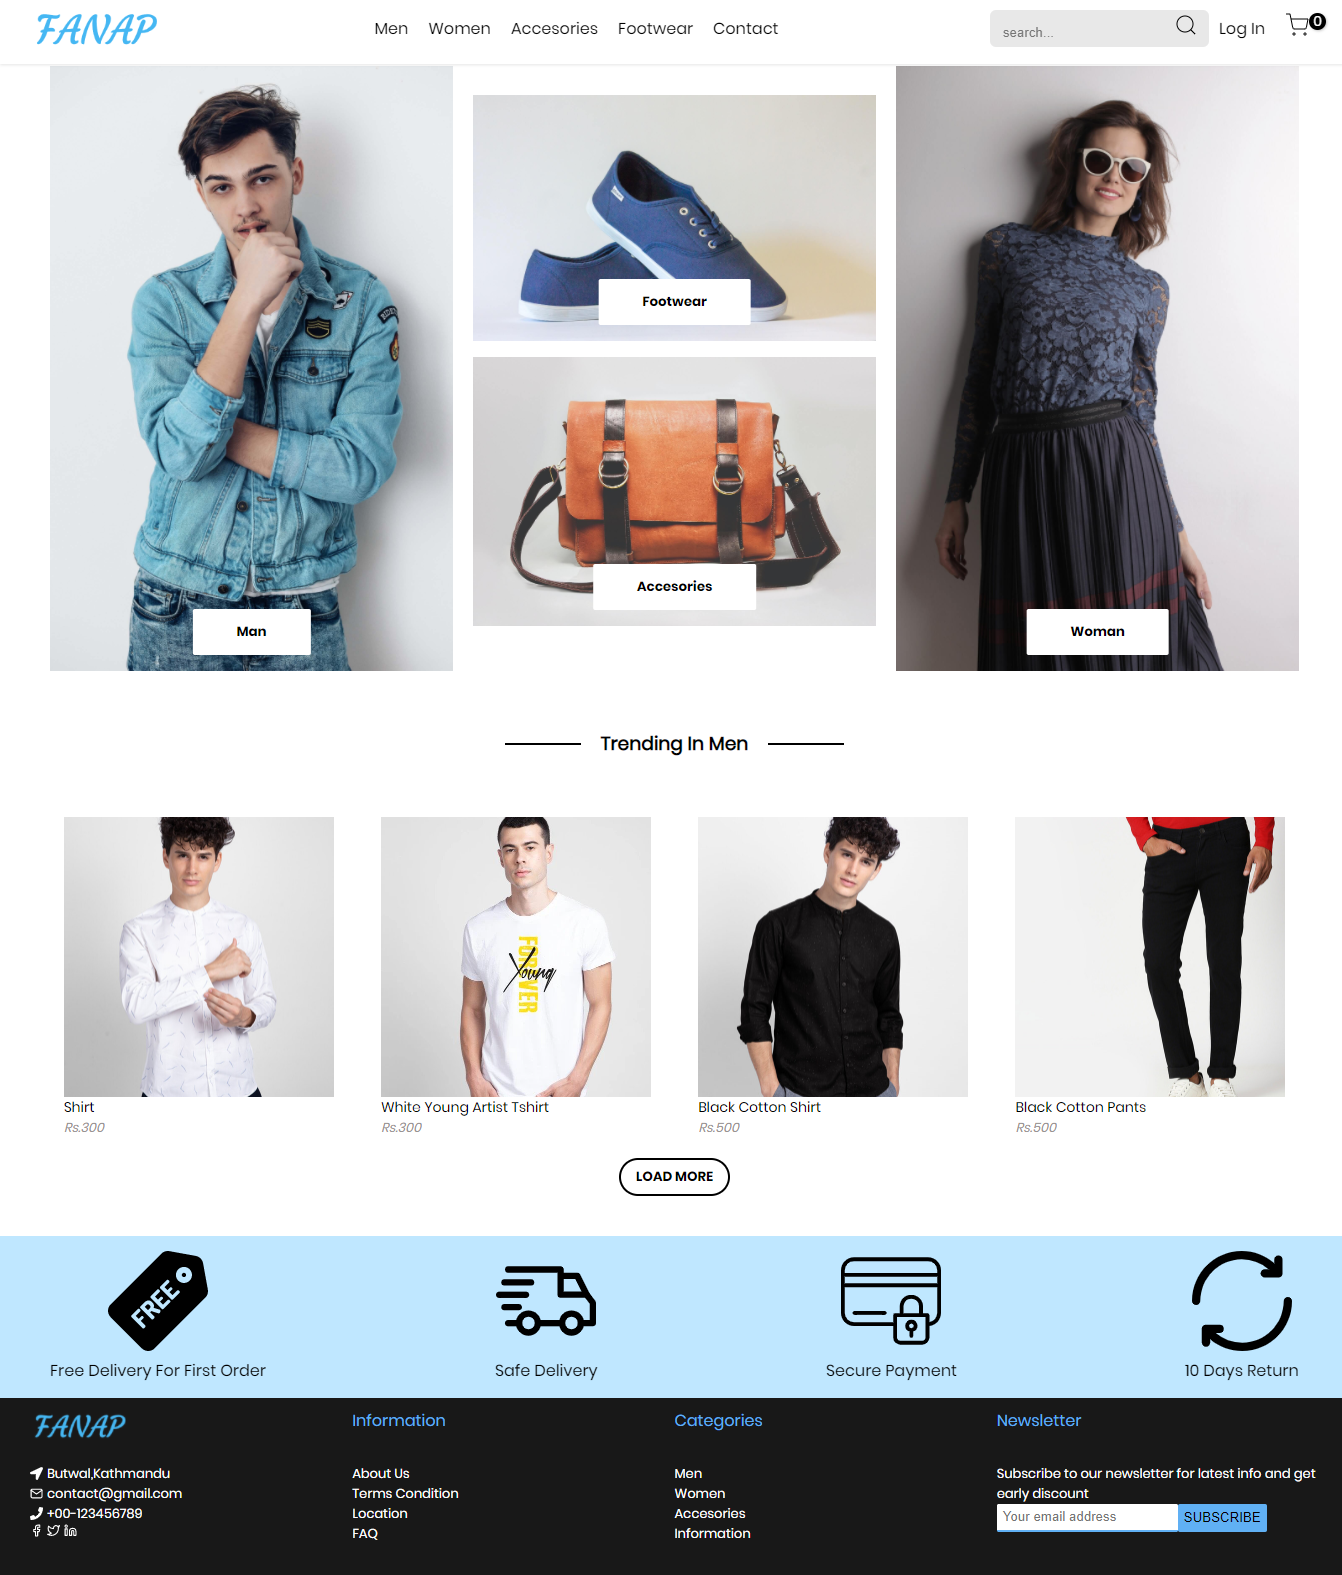 FANAP
Men Women Accesories Footwear Contact
search...
Log In
0
Footwear
Accesories
Man
Woman
Trending In Men
FOREVER
Young
Shirt
Rs.300
White Young Artist Tshirt
Rs.300
Black Cotton Shirt
Rs.500
Black Cotton Pants
Rs.500
LOAD MORE
FREE
Free Delivery For First Order
Safe Delivery
Secure Payment
10 Days Return
FANAP
Butwal,Kathmandu
contact@gmail.com
+00-123456789
Information
About Us
Terms Condition
Location
FAQ
Categories
Men
Women
Accesories
Information
Newsletter
Subscribe to our newsletter for latest info and get
early discount
Your email address
SUBSCRIBE